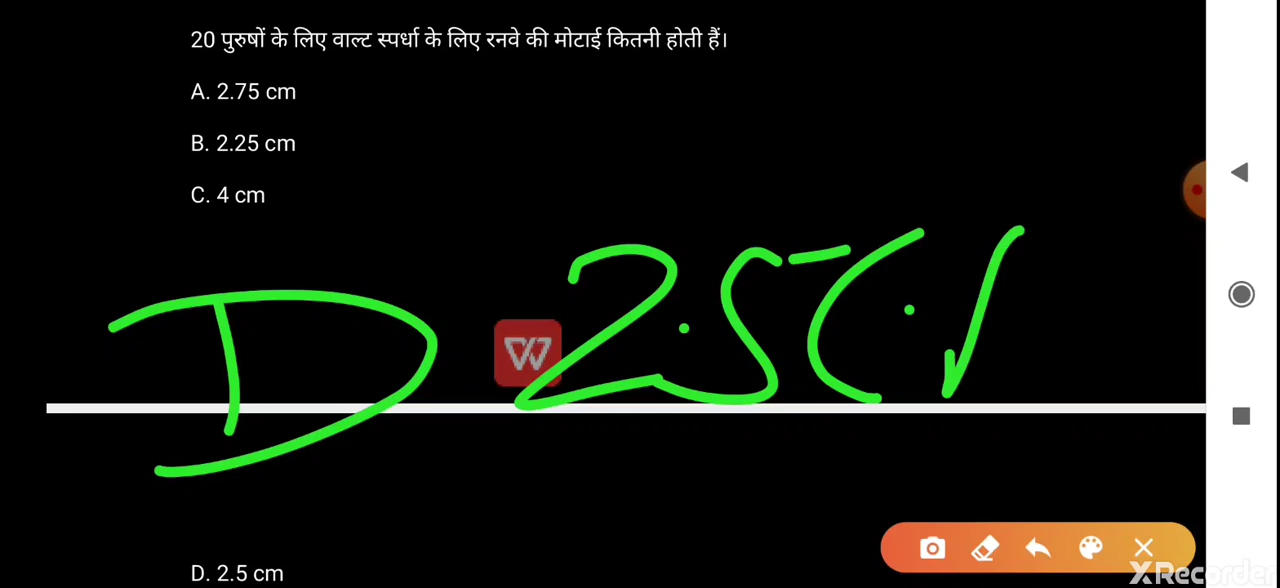 20 पुरुषों के लिए वाल्ट स्पर्धा के लिए रनवे की मोटाई कितनी होती हैं।
A. 2.75 cm
B. 2.25 cm
C. 4 cm
D 2.5
W
D. 2.5 cm
XRecorder